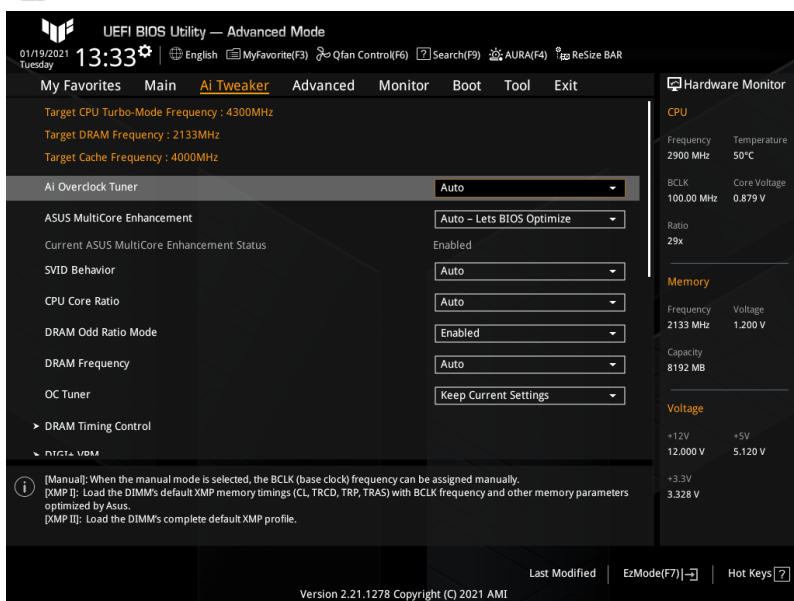 UEFI BIOS Utility — Advanced Mode
01/19/2021
Tuesday
13:33
English
MyFavorite(F3)
Qfan Control(F6)
? Search(F9)
AURA(F4)
ReSize BAR
My Favorites
Main
Ai Tweaker
Advanced
Monitor
Boot
Tool
Exit
Target CPU Turbo-Mode Frequency : 4300MHz
Target DRAM Frequency : 2133MHz
Target Cache Frequency : 4000MHz
Ai Overclock Tuner
Auto
ASUS MultiCore Enhancement
Auto – Lets BIOS Optimize
Current ASUS MultiCore Enhancement Status
Enabled
SVID Behavior
Auto
CPU Core Ratio
Auto
DRAM Odd Ratio Mode
Enabled
DRAM Frequency
Auto
OC Tuner
Keep Current Settings
DRAM Timing Control
DIGI+ VRM
[Manual]: When the manual mode is selected, the BCLK (base clock) frequency can be assigned manually.
[XMP I]: Load the DIMM's default XMP memory timings (CL, TRCD, TRP, TRAS) with BCLK frequency and other memory parameters
optimized by Asus.
[XMP II]: Load the DIMM's complete default XMP profile.
Hardware Monitor
CPU
Frequency Temperature
2900 MHz 50°C
BCLK Core Voltage
100.00 MHz 0.879 V
Ratio
29x
Memory
Frequency Voltage
2133 MHz 1.200 V
Capacity
8192 MB
Voltage
+12V +5V
12.000 V 5.120 V
+3.3V
3.328 V
Last Modified
EzMode(F7)
Hot Keys ?
Version 2.21.1278 Copyright (C) 2021 AMI